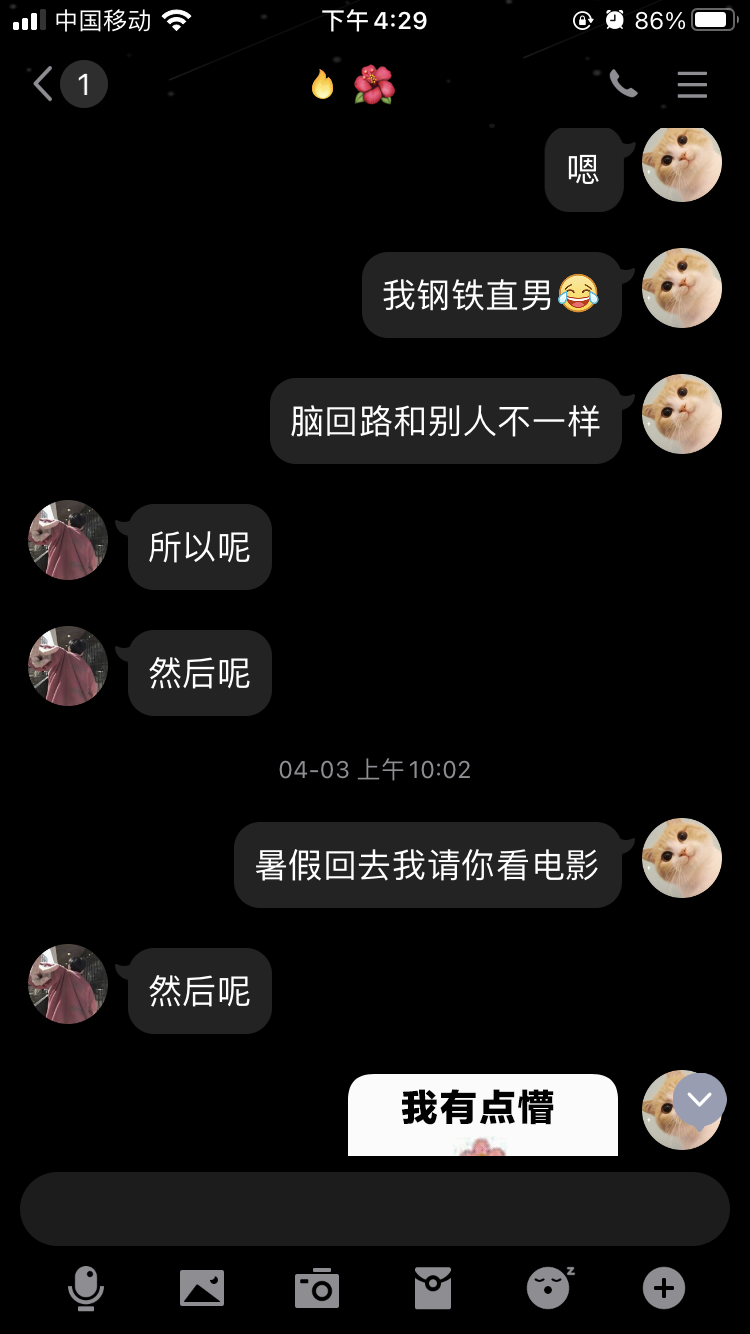 中国移动 下午4:29 86%
1
嗯
我钢铁直男😂
脑回路和别人不一样
所以呢
然后呢
04-03 上午10:02
暑假回去我请你看电影
然后呢
我有点懵
z